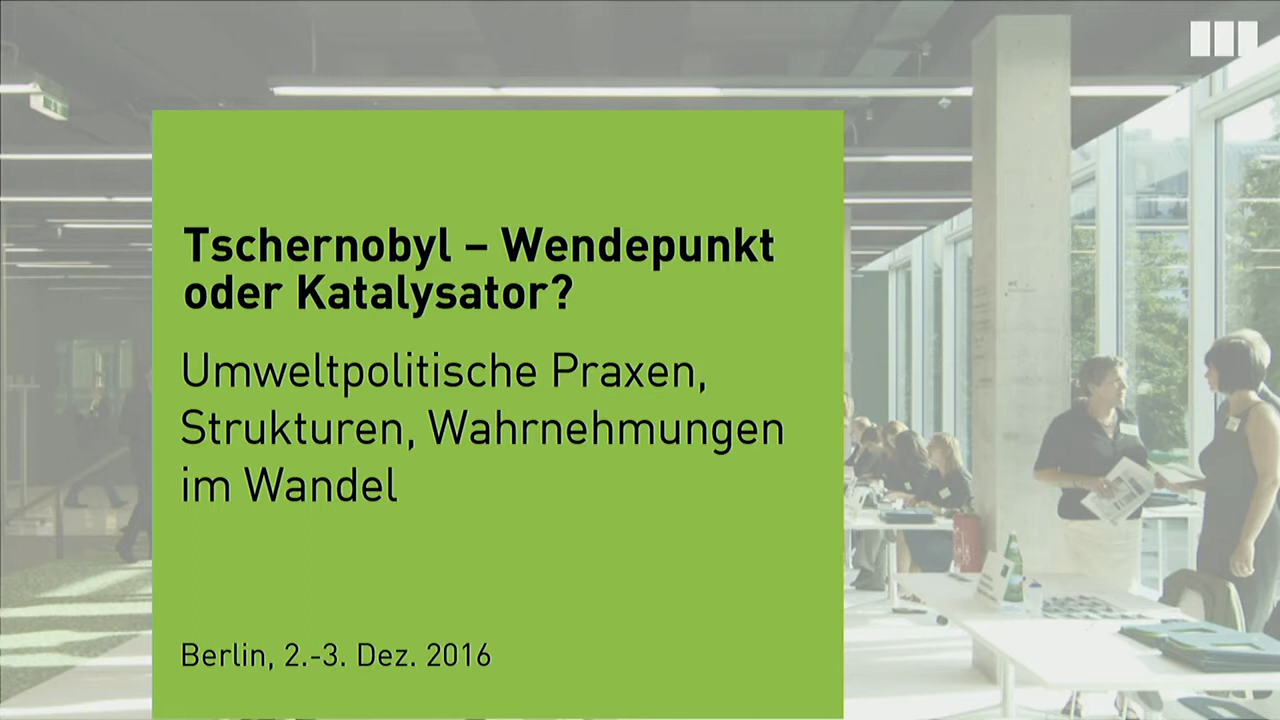 Tschernobyl – Wendepunkt
oder Katalysator?
Umweltpolitische Praxen,
Strukturen, Wahrnehmungen
im Wandel
Berlin, 2.-3. Dez. 2016